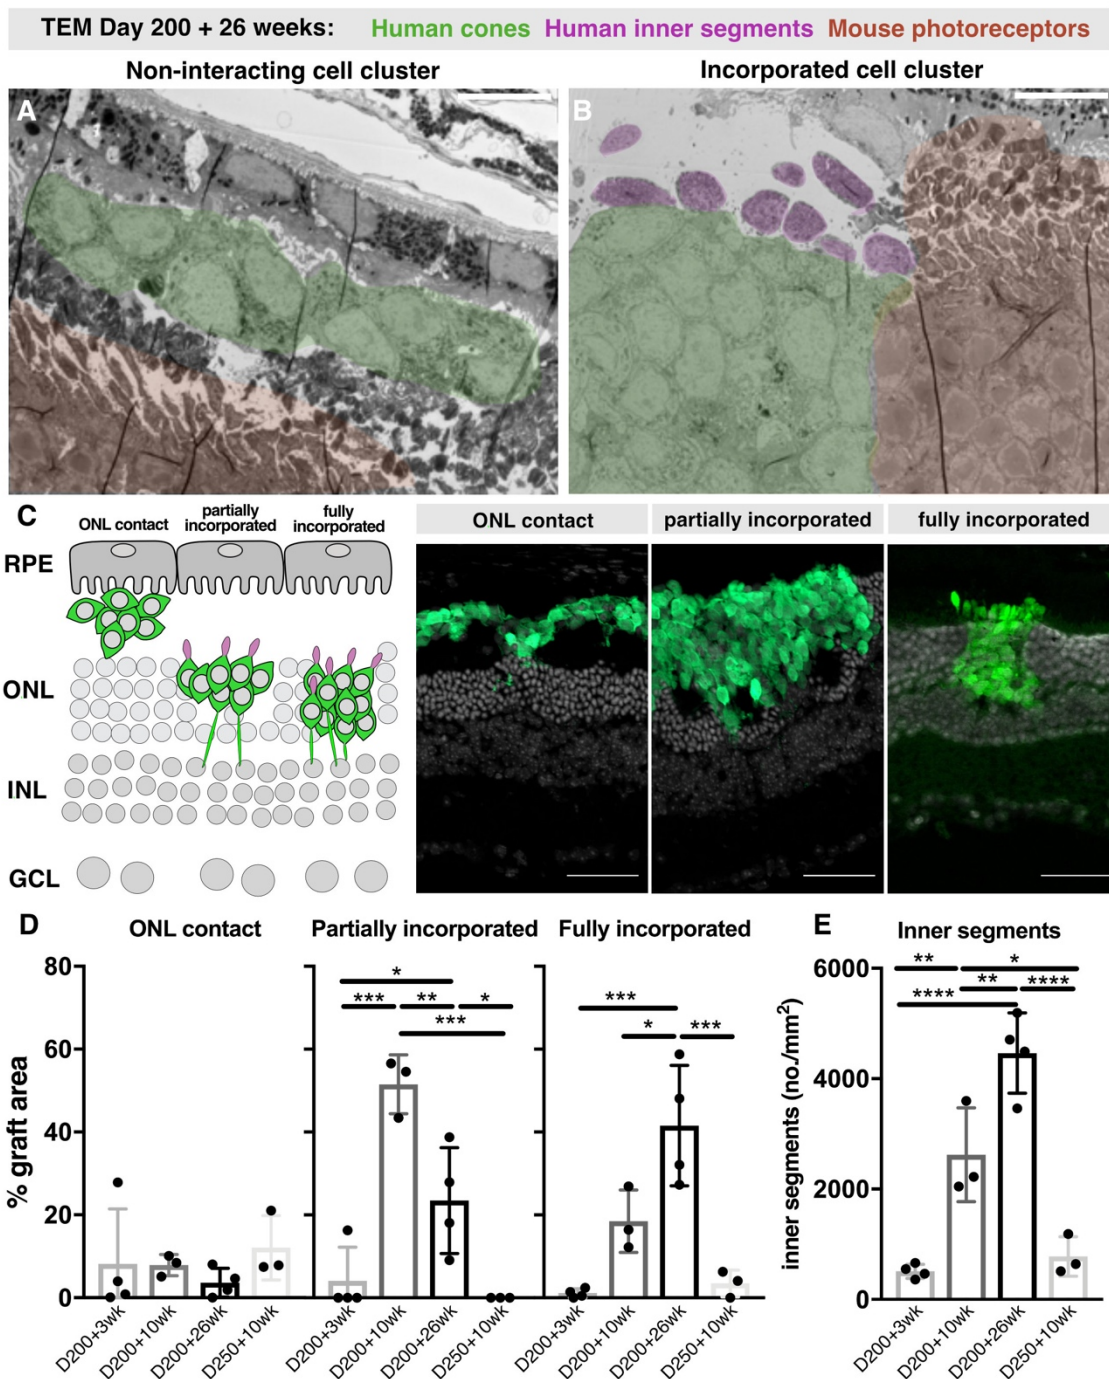 TEM Day 200 + 26 weeks: Human cones Human inner segments Mouse photoreceptors
Non-interacting cell cluster
Incorporated cell cluster
A
B
C
ONL contact
partially incorporated
fully incorporated
RPE
ONL
INL
GCL
ONL contact
partially incorporated
fully incorporated
D
ONL contact
Partially incorporated
Fully incorporated
% graft area
80
60
40
20
0
*
*** ** *
***
***
* ***
D200+3wk
D200+10wk
D200+26wk
D250+10wk
D200+3wk
D200+10wk
D200+26wk
D250+10wk
D200+3wk
D200+10wk
D200+26wk
D250+10wk
E
Inner segments
inner segments (no./mm²)
6000
4000
2000
0
** *
** ****
****
D200+3wk
D200+10wk
D200+26wk
D250+10wk